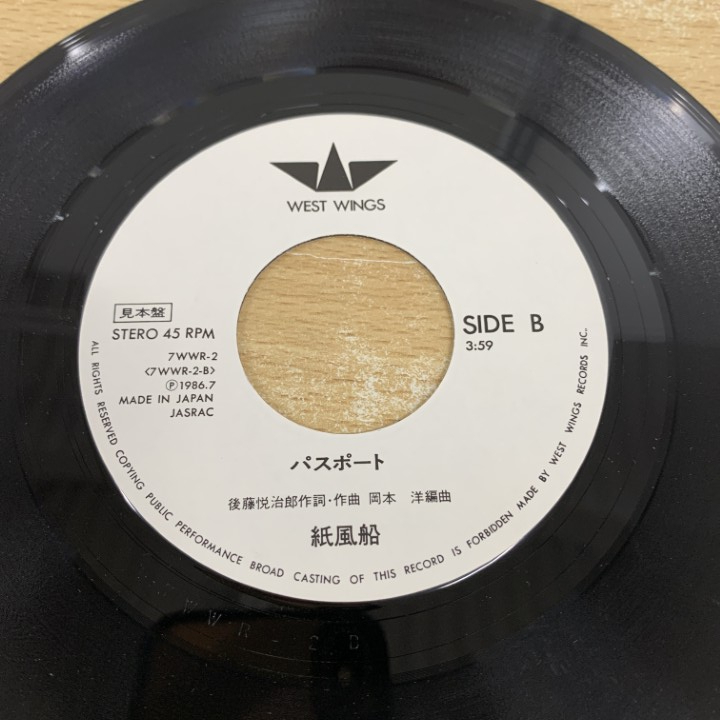 WEST WINGS
見本盤
STERO 45 RPM
7WWR-2
<7WWR-2-B>
Ⓟ1986.7
MADE IN JAPAN
JASRAC
SIDE B
3:59
パスポート
後藤悦治郎作詞・作曲 岡本 洋編曲
紙風船
ALL RIGHTS RESERVED COPYING PUBLIC PERFORMANCE BROAD CASTING OF THIS RECORD IS FORBIDDEN MADE BY WEST WINGS RECORDS INC.
WWR-2B